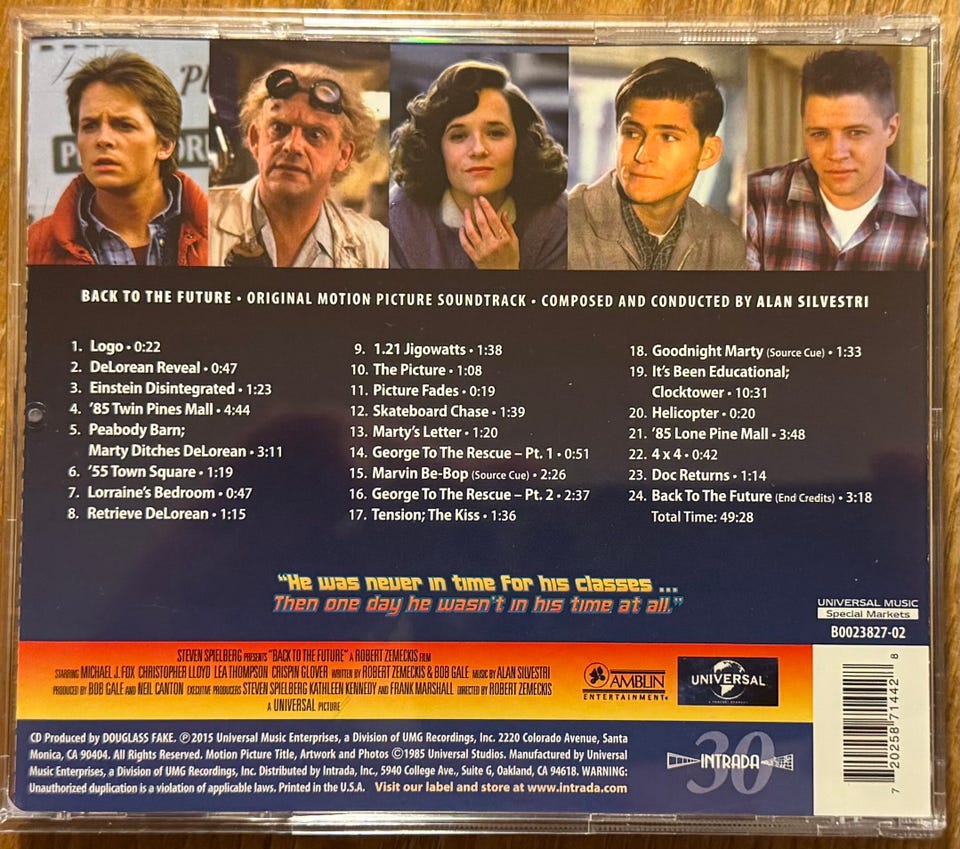 BACK TO THE FUTURE • ORIGINAL MOTION PICTURE SOUNDTRACK • COMPOSED AND CONDUCTED BY ALAN SILVESTRI
1. Logo • 0:22
2. DeLorean Reveal • 0:47
3. Einstein Disintegrated • 1:23
4. ’85 Twin Pines Mall • 4:44
5. Peabody Barn;
Marty Ditches DeLorean • 3:11
6. ’55 Town Square • 1:19
7. Lorraine’s Bedroom • 0:47
8. Retrieve DeLorean • 1:15
9. 1.21 Jigowatts • 1:38
10. The Picture • 1:08
11. Picture Fades • 0:19
12. Skateboard Chase • 1:39
13. Marty’s Letter • 1:20
14. George To The Rescue – Pt. 1 • 0:51
15. Marvin Be-Bop (Source Cue) • 2:26
16. George To The Rescue – Pt. 2 • 2:37
17. Tension; The Kiss • 1:36
18. Goodnight Marty (Source Cue) • 1:33
19. It’s Been Educational;
Clocktower • 10:31
20. Helicopter • 0:20
21. ’85 Lone Pine Mall • 3:48
22. 4 x 4 • 0:42
23. Doc Returns • 1:14
24. Back To The Future (End Credits) • 3:18
Total Time: 49:28
“He was never in time for his classes ...
Then one day he wasn’t in his time at all.”
UNIVERSAL MUSIC
Special Markets
B0023827-02
STEVEN SPIELBERG PRESENTS “BACK TO THE FUTURE” A ROBERT ZEMECKIS FILM
STARRING MICHAEL J. FOX CHRISTOPHER LLOYD LEA THOMPSON CRISPIN GLOVER WRITTEN BY ROBERT ZEMECKIS & BOB GALE MUSIC BY ALAN SILVESTRI
PRODUCED BY BOB GALE AND NEIL CANTON EXECUTIVE PRODUCERS STEVEN SPIELBERG KATHLEEN KENNEDY AND FRANK MARSHALL DIRECTED BY ROBERT ZEMECKIS
A UNIVERSAL PICTURE
AMBLIN
ENTERTAINMENT
UNIVERSAL
CD Produced by DOUGLASS FAKE. ℗2015 Universal Music Enterprises, a Division of UMG Recordings, Inc. 2220 Colorado Avenue, Santa
Monica, CA 90404. All Rights Reserved. Motion Picture Title, Artwork and Photos ©1985 Universal Studios. Manufactured by Universal
Music Enterprises, a Division of UMG Recordings, Inc. Distributed by Intrada, Inc., 5940 College Ave., Suite G, Oakland, CA 94618. WARNING:
Unauthorized duplication is a violation of applicable laws. Printed in the U.S.A. Visit our label and store at www.intrada.com
30
INTRADA
7 20258 71442 8